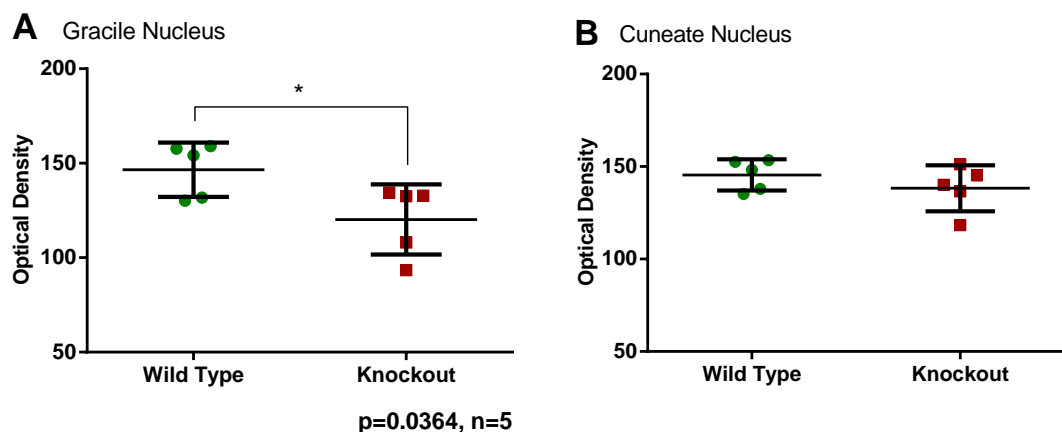 A Gracile Nucleus
200
150
100
50
Optical Density
*
Wild Type
Knockout
p=0.0364, n=5
B Cuneate Nucleus
200
150
100
50
Optical Density
Wild Type
Knockout